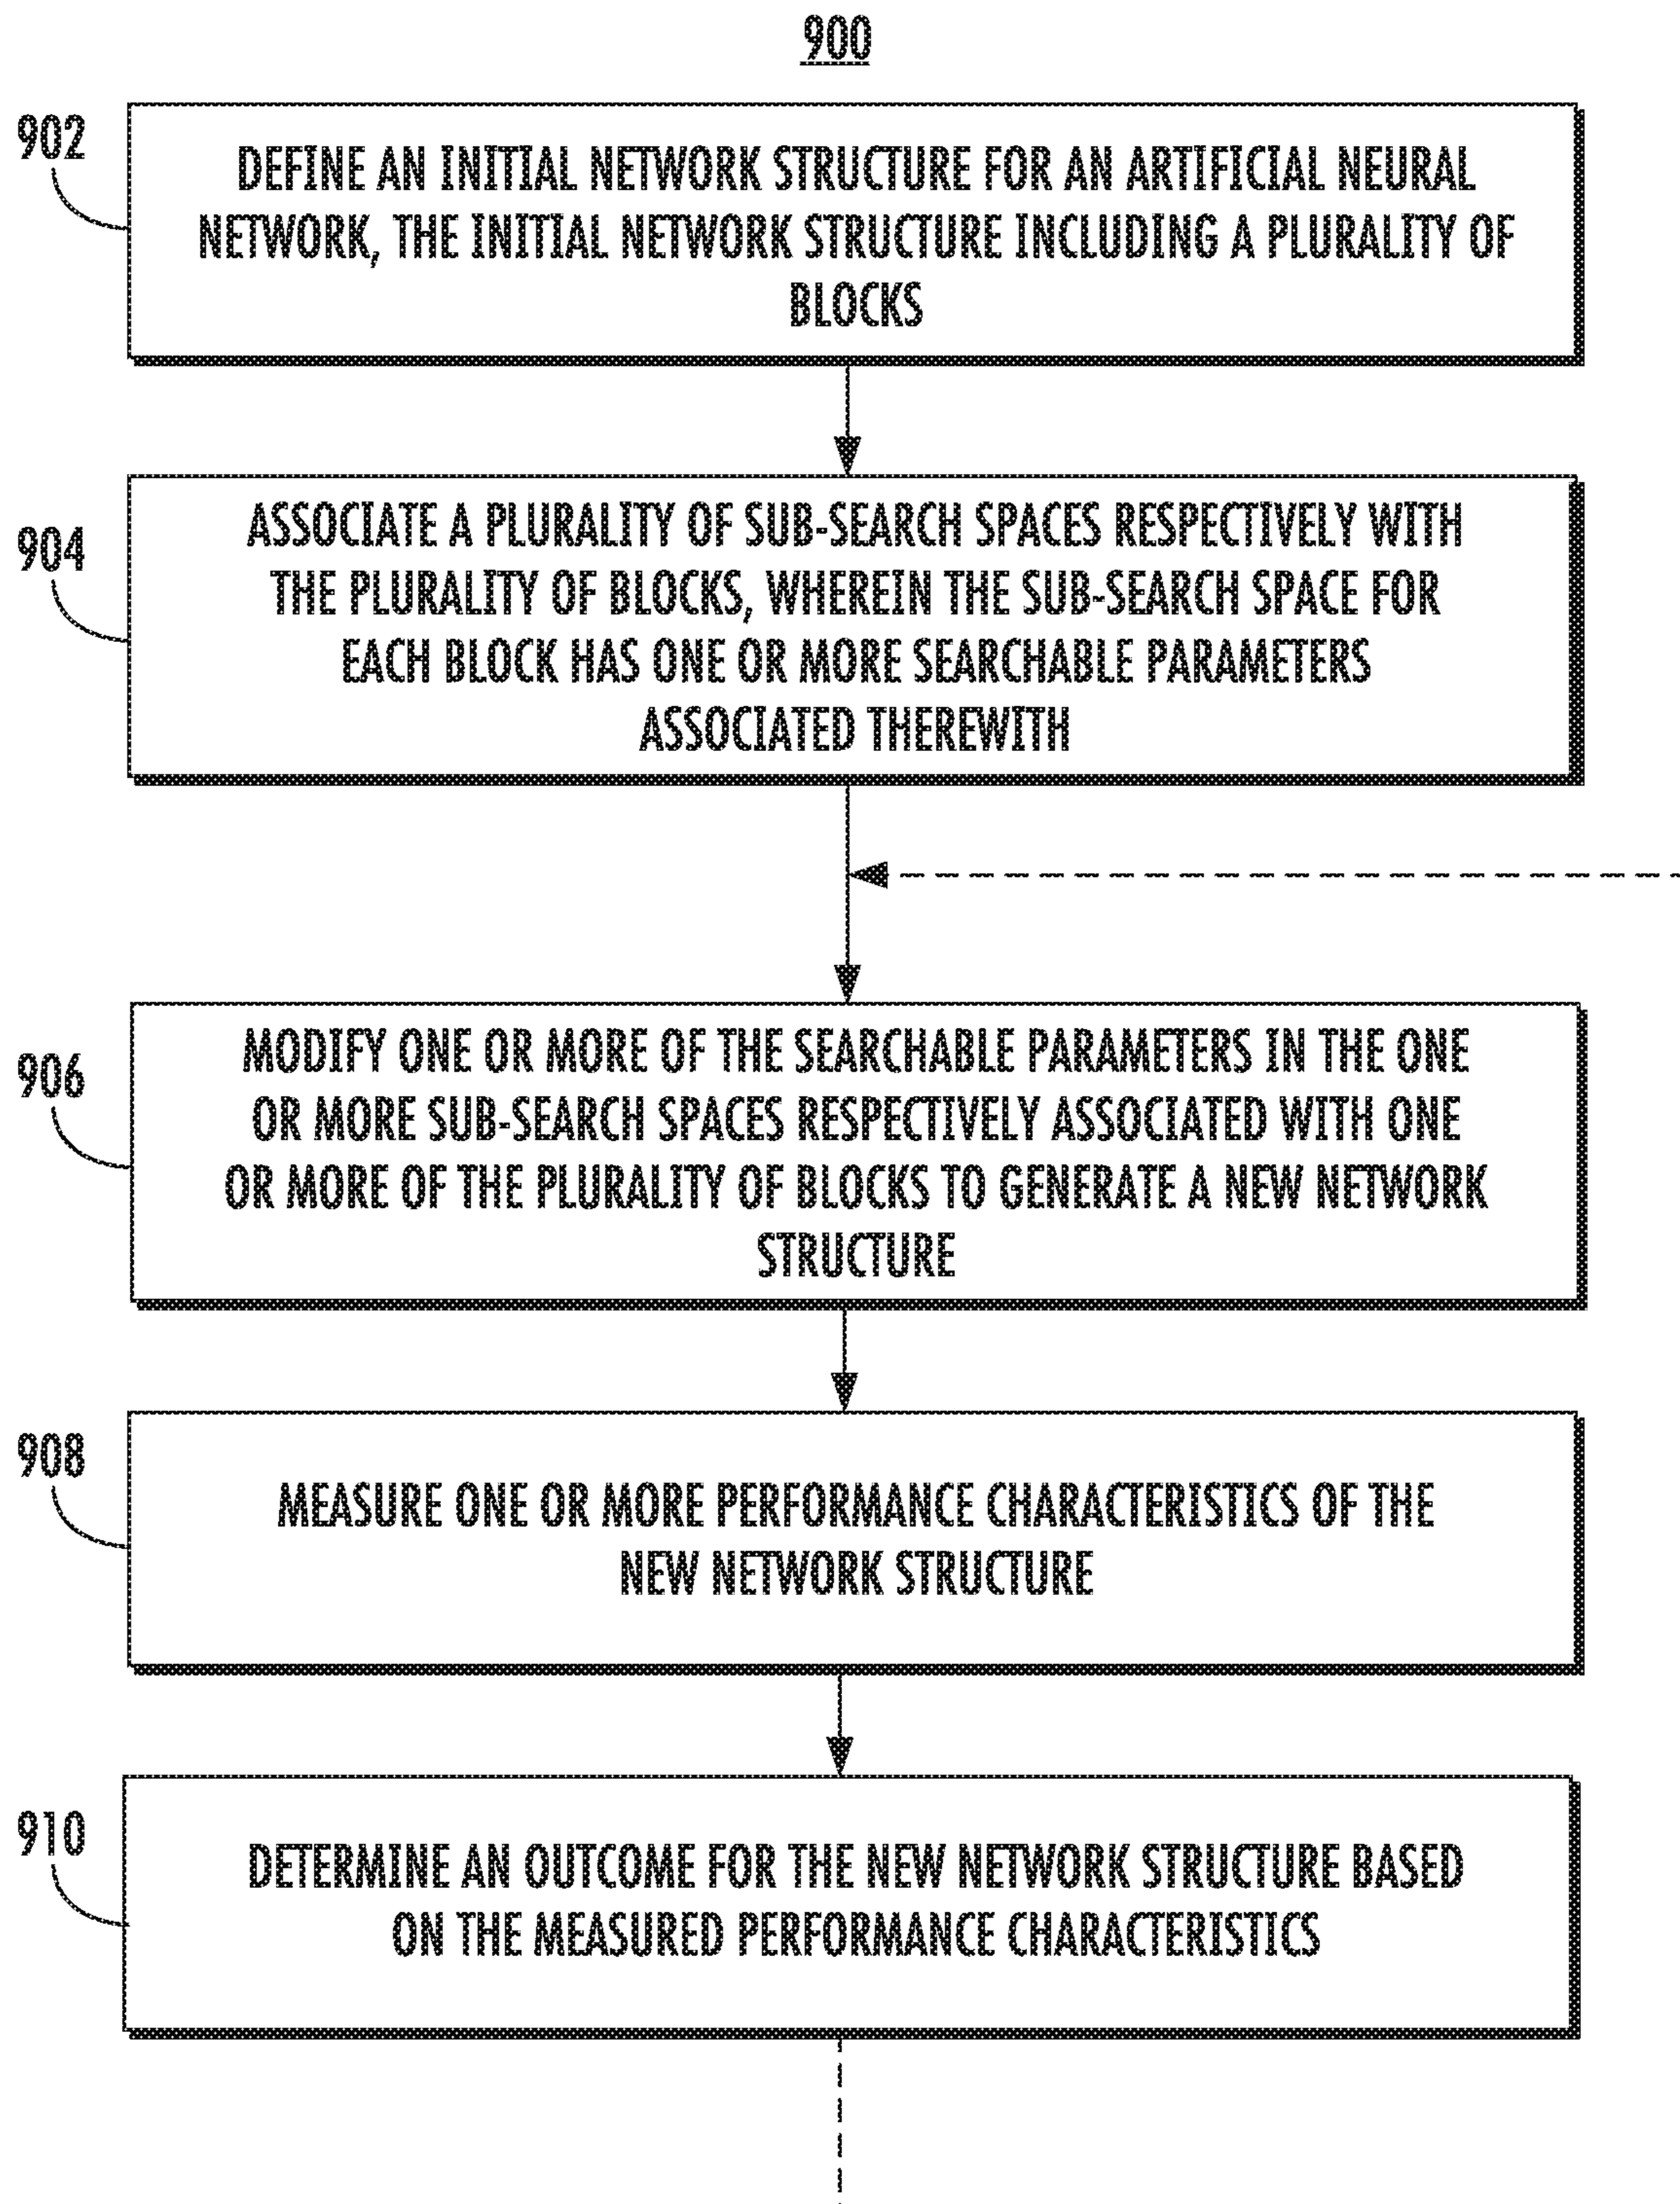 900
902
DEFINE AN INITIAL NETWORK STRUCTURE FOR AN ARTIFICIAL NEURAL
NETWORK, THE INITIAL NETWORK STRUCTURE INCLUDING A PLURALITY OF
BLOCKS
904
ASSOCIATE A PLURALITY OF SUB-SEARCH SPACES RESPECTIVELY WITH
THE PLURALITY OF BLOCKS, WHEREIN THE SUB-SEARCH SPACE FOR
EACH BLOCK HAS ONE OR MORE SEARCHABLE PARAMETERS
ASSOCIATED THEREWITH
906
MODIFY ONE OR MORE OF THE SEARCHABLE PARAMETERS IN THE ONE
OR MORE SUB-SEARCH SPACES RESPECTIVELY ASSOCIATED WITH ONE
OR MORE OF THE PLURALITY OF BLOCKS TO GENERATE A NEW NETWORK
STRUCTURE
908
MEASURE ONE OR MORE PERFORMANCE CHARACTERISTICS OF THE
NEW NETWORK STRUCTURE
910
DETERMINE AN OUTCOME FOR THE NEW NETWORK STRUCTURE BASED
ON THE MEASURED PERFORMANCE CHARACTERISTICS